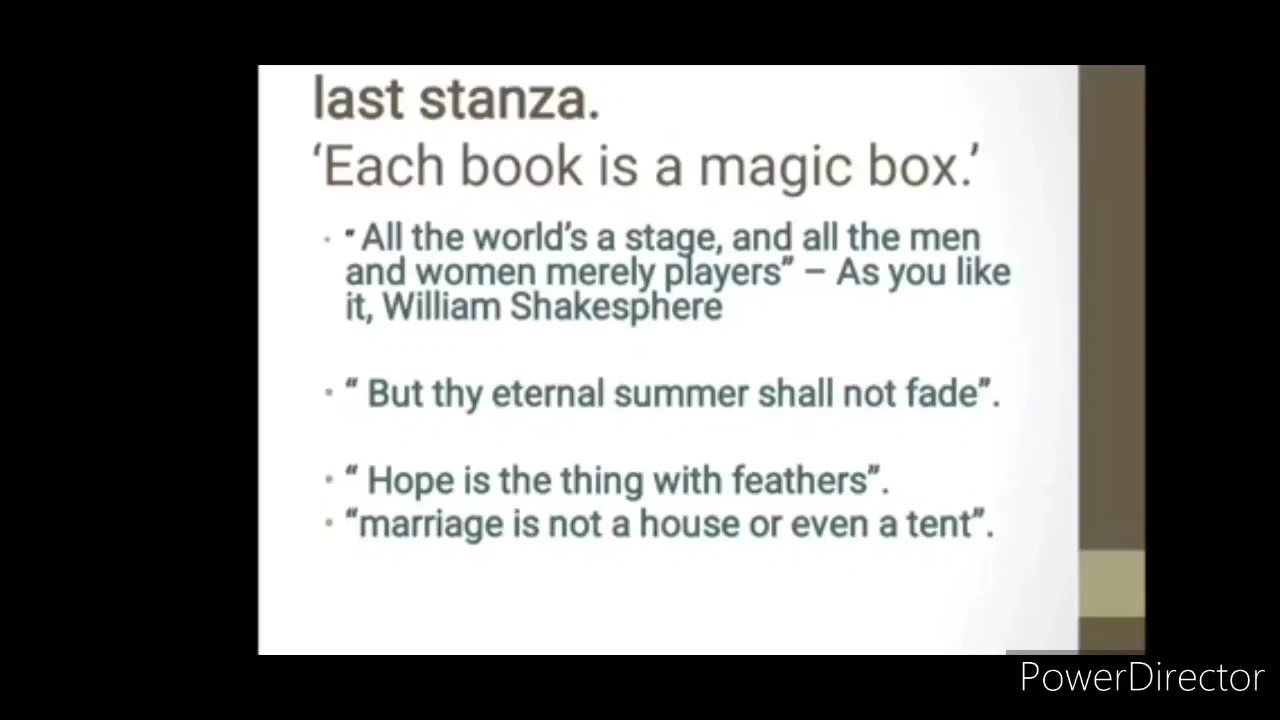 last stanza.
‘Each book is a magic box.’
• “ All the world’s a stage, and all the men
and women merely players” – As you like
it, William Shakesphere
• “ But thy eternal summer shall not fade”.
• “ Hope is the thing with feathers”.
• “marriage is not a house or even a tent”.
PowerDirector